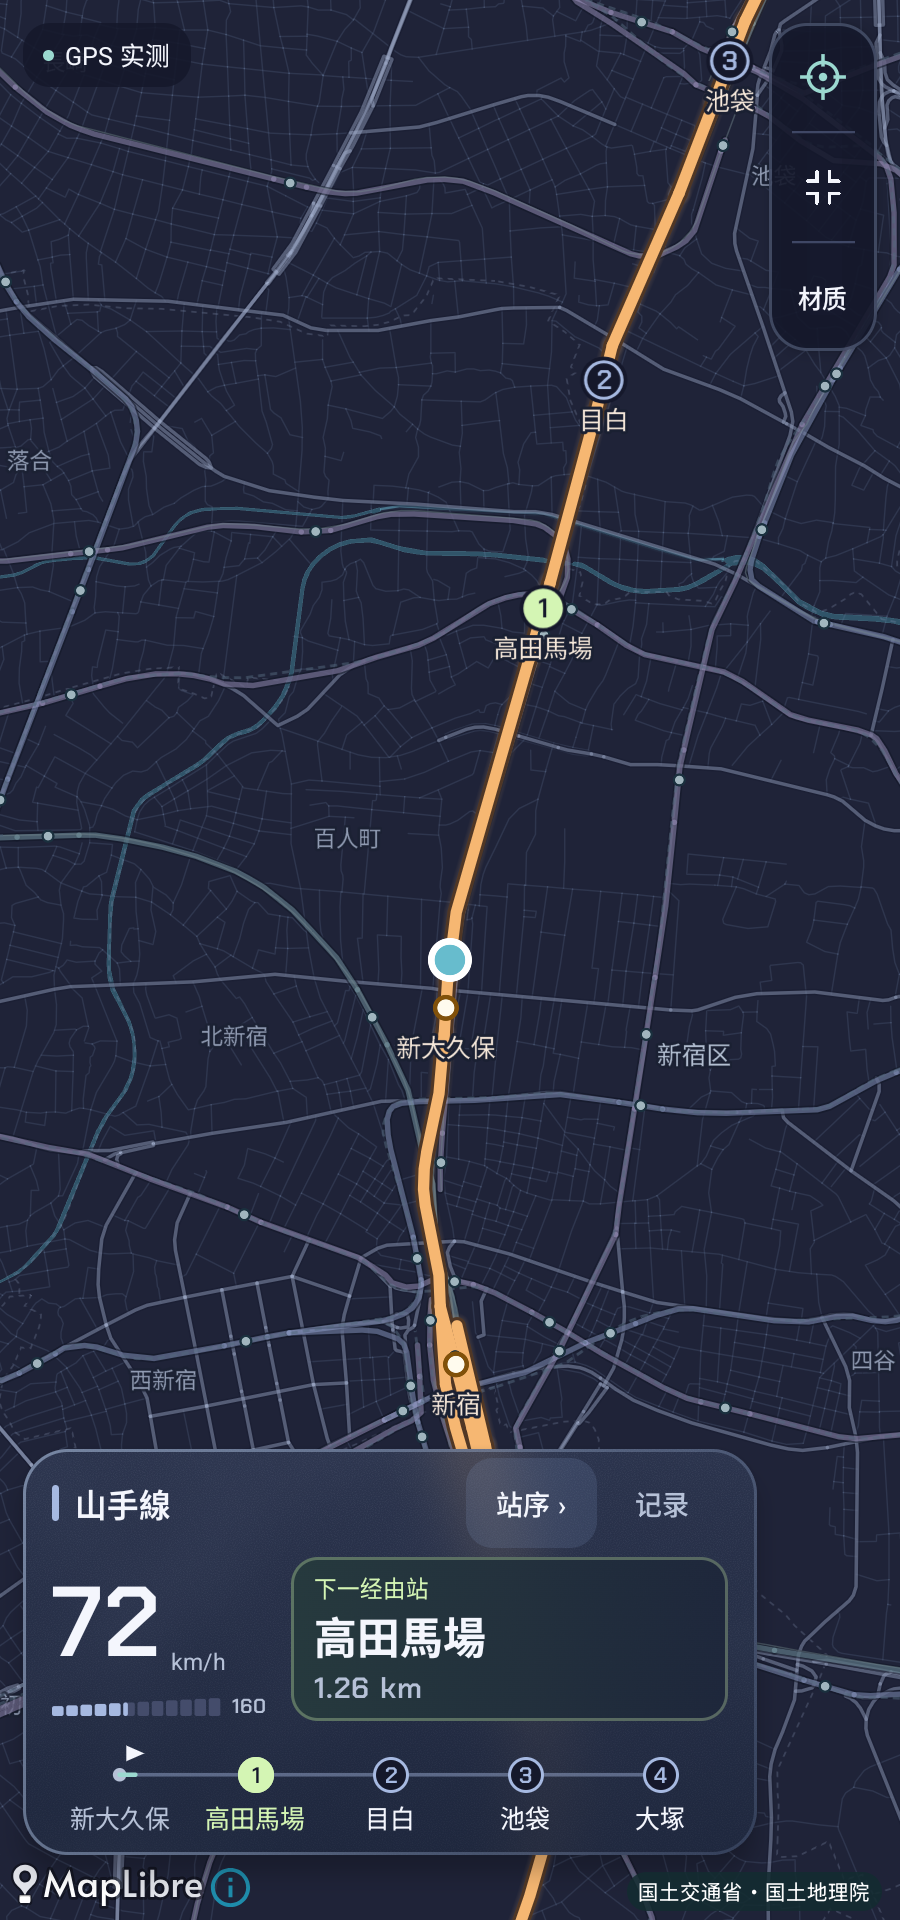 GPS 实测
3
池袋
池袋
材质
2
目白
落合
1
高田馬場
百人町
新大久保
北新宿
新宿区
四谷
西新宿
新宿
山手線
站序 ›
记录
72 km/h
160
下一经由站
高田馬場
1.26 km
1 2 3 4
新大久保 高田馬場 目白 池袋 大塚
MapLibre
国土交通省・国土地理院